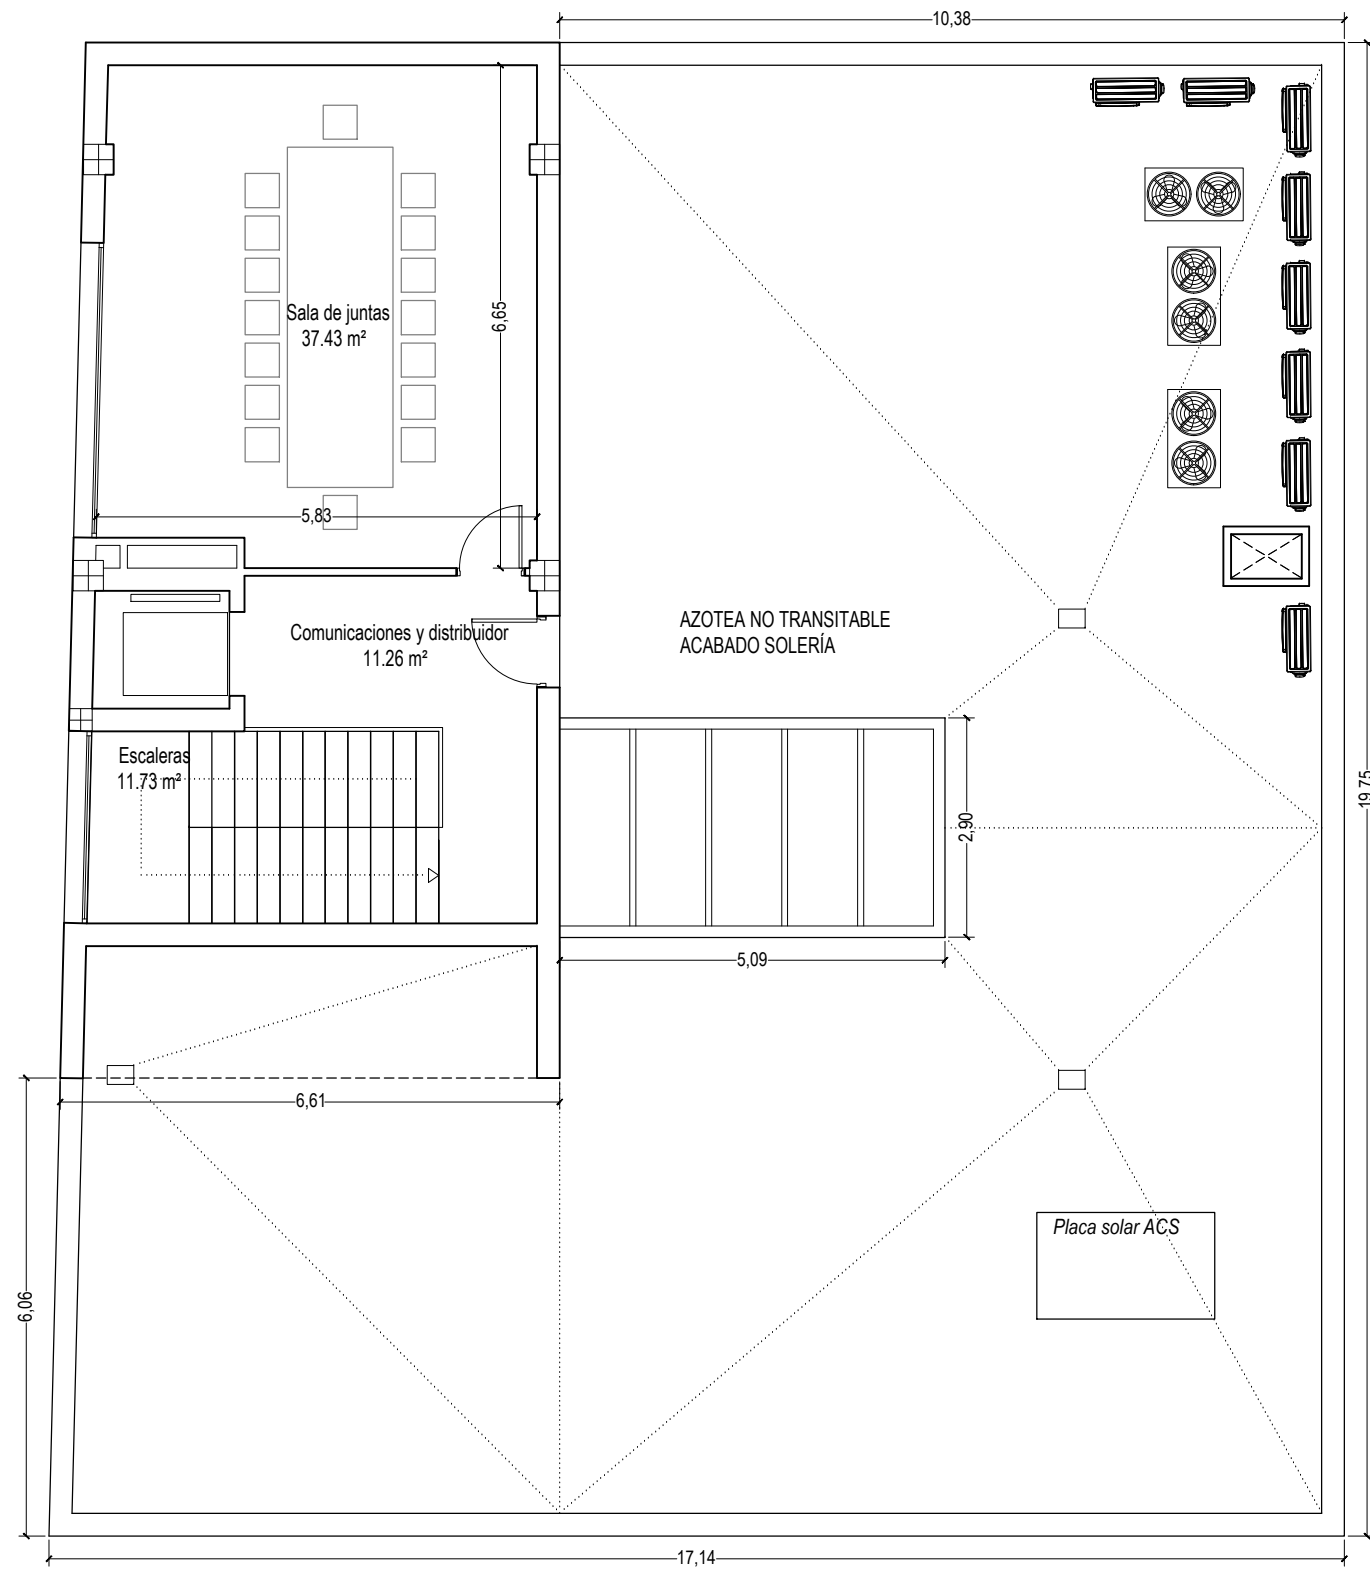 10,38
Sala de juntas
37.43 m²
6,65
5,83
AZOTEA NO TRANSITABLE
ACABADO SOLERÍA
Comunicaciones y distribuidor
11.26 m²
Escaleras
11.73 m²
2,90
19,75
5,09
6,61
6,06
Placa solar ACS
17,14